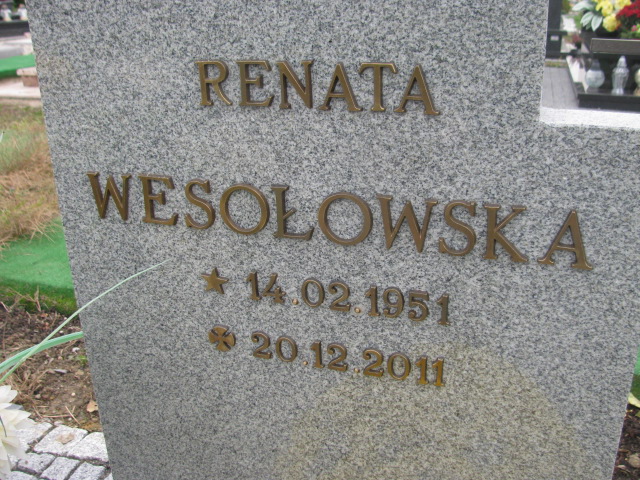 RENATA
WESOŁOWSKA
★ 14.02.1951
✤ 20.12.2011